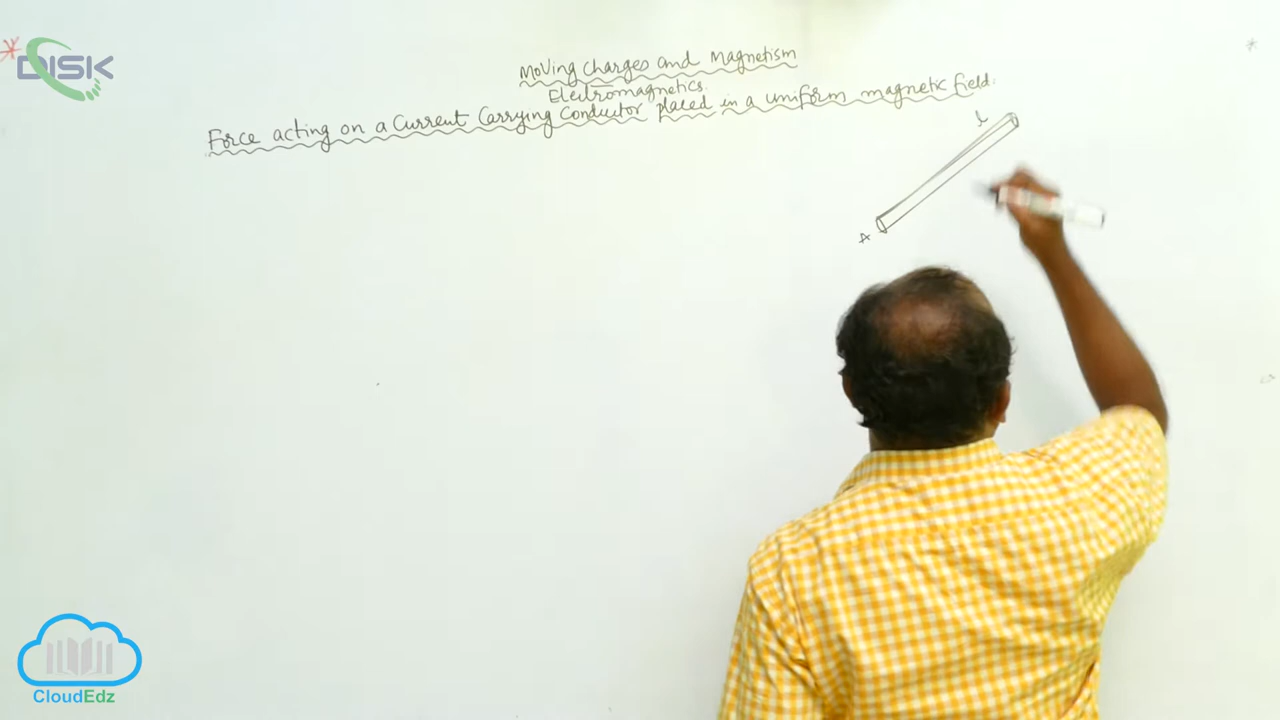 DISK
Moving charges and Magnetism
Electromagnetics.
Force acting on a Current Carrying Conductor placed in a uniform magnetic field.
l
A
CloudEdz